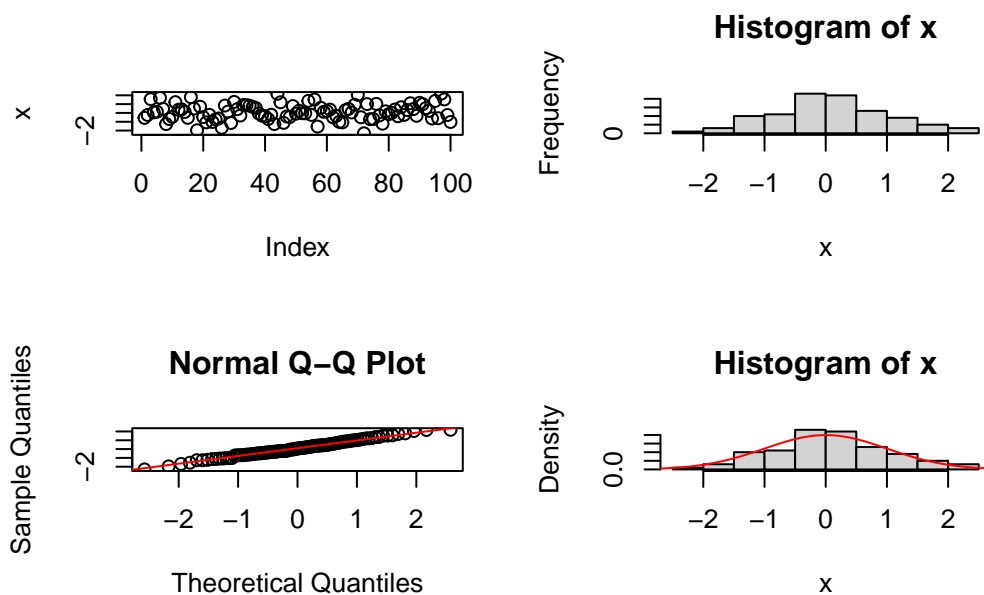 x
−2
0 20 40 60 80 100
Index
Histogram of x
Frequency
0
−2 −1 0 1 2
x
Normal Q−Q Plot
Sample Quantiles
−2
−2 −1 0 1 2
Theoretical Quantiles
Histogram of x
Density
0.0
−2 −1 0 1 2
x